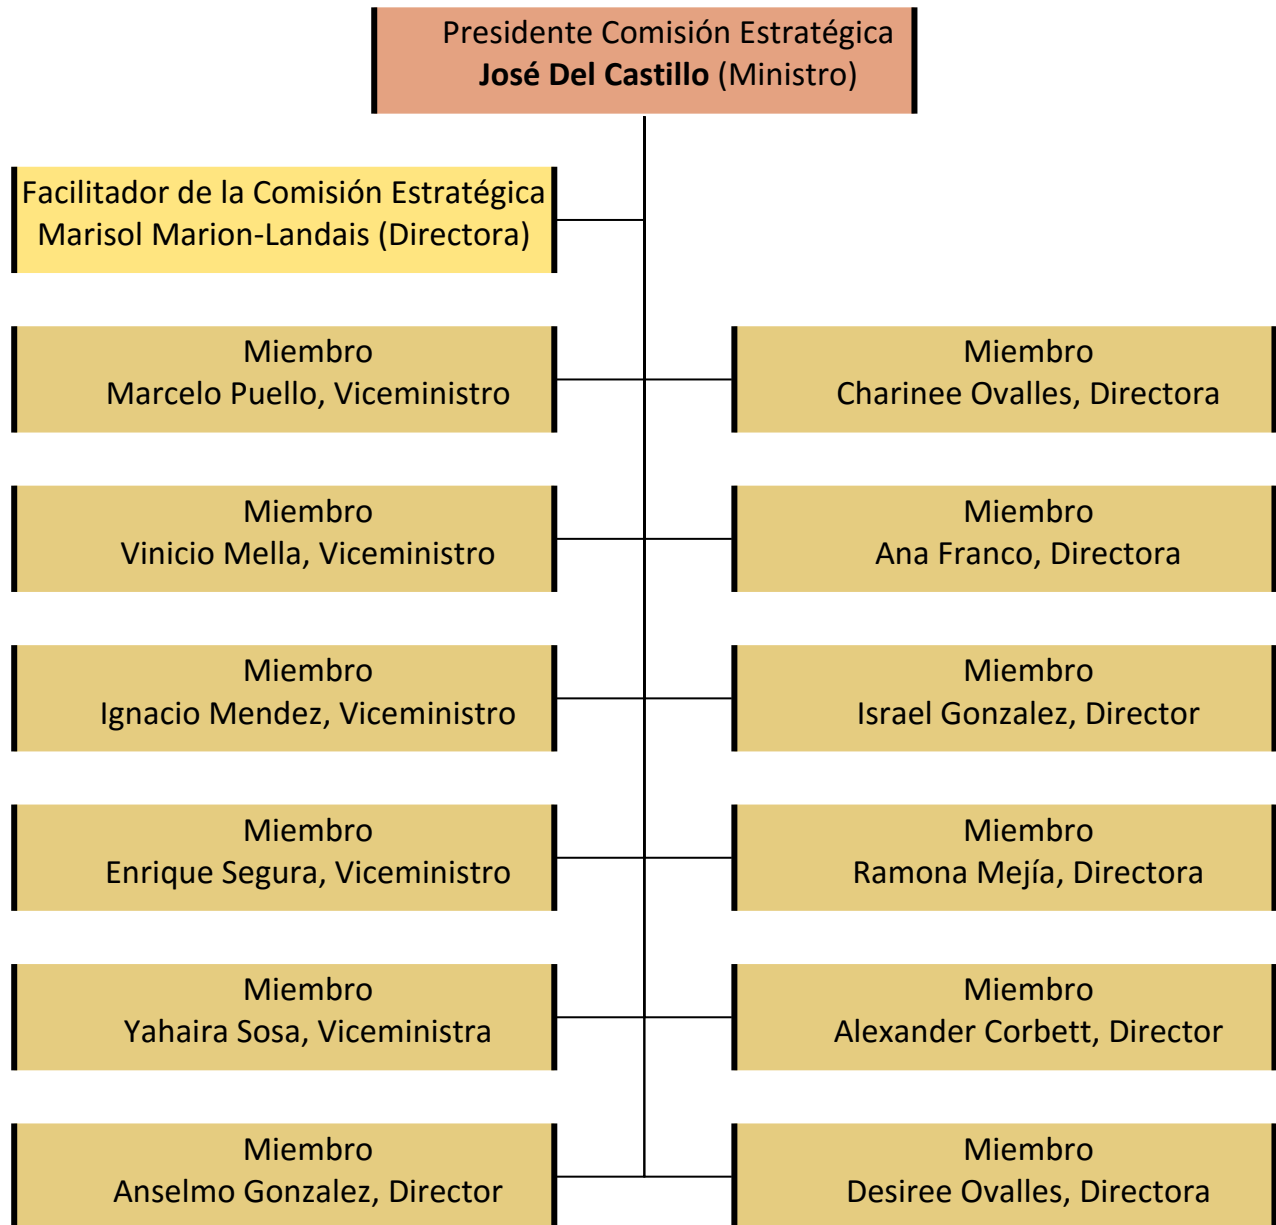 Presidente Comisión Estratégica
José Del Castillo (Ministro)
Facilitador de la Comisión Estratégica
Marisol Marion-Landais (Directora)
Miembro
Marcelo Puello, Viceministro
Miembro
Charinee Ovalles, Directora
Miembro
Vinicio Mella, Viceministro
Miembro
Ana Franco, Directora
Miembro
Ignacio Mendez, Viceministro
Miembro
Israel Gonzalez, Director
Miembro
Enrique Segura, Viceministro
Miembro
Ramona Mejía, Directora
Miembro
Yahaira Sosa, Viceministra
Miembro
Alexander Corbett, Director
Miembro
Anselmo Gonzalez, Director
Miembro
Desiree Ovalles, Directora